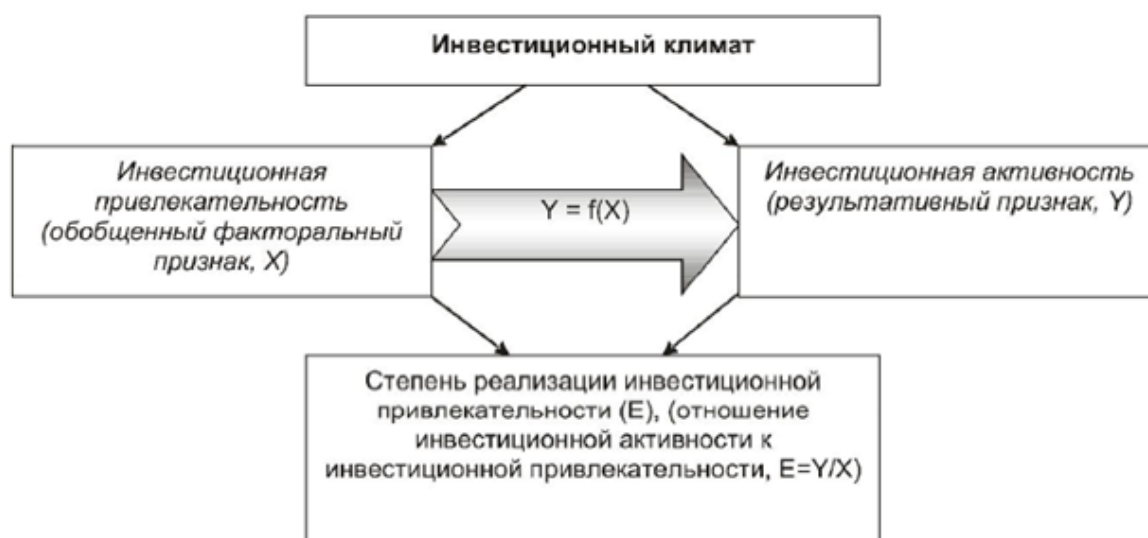 Инвестиционный климат
Инвестиционная
привлекательность
(обобщенный факторальный
признак, X)
Y = f(X)
Инвестиционная активность
(результативный признак, Y)
Степень реализации инвестиционной
привлекательности (E), (отношение
инвестиционной активности к
инвестиционной привлекательности, E=Y/X)